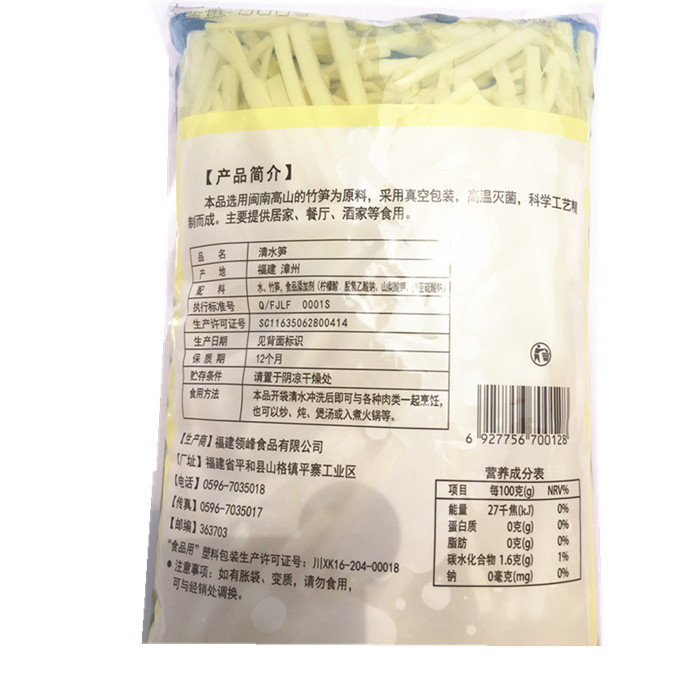 【产品简介】
本品选用闽南高山的竹笋为原料，采用真空包装，高温灭菌，科学工艺精
制而成。主要提供居家、餐厅、酒家等食用。
品 名 清水笋
产 地 福建 漳州
配 料 水、竹笋、食品添加剂（柠檬酸、脱氢乙酸钠、山梨酸钾、亚硫酸钠）
执行标准号 Q/FJLF 0001S
生产许可证号 SC11635062800414
生产日期 见背面标识
保 质 期 12个月
贮存条件 请置于阴凉干燥处
食用方法 本品开袋清水冲洗后即可与各种肉类一起烹饪，
也可以炒、炖、煲汤或入煮火锅等。
6 927756 700128
【生产商】福建领峰食品有限公司
【厂址】福建省平和县山格镇平寨工业区
【电话】0596-7035018
【传真】0596-7035017
【邮编】363703
“食品用”塑料包装生产许可证号：川XK16-204-00018
注意事项：如有胀袋、变质，请勿食用，
可与经销处调换。
营养成分表
项目 每100克(g) NRV%
能量 27千焦(kJ) 0%
蛋白质 0克(g) 0%
脂肪 0克(g) 0%
碳水化合物 1.6克(g) 1%
钠 0毫克(mg) 0%